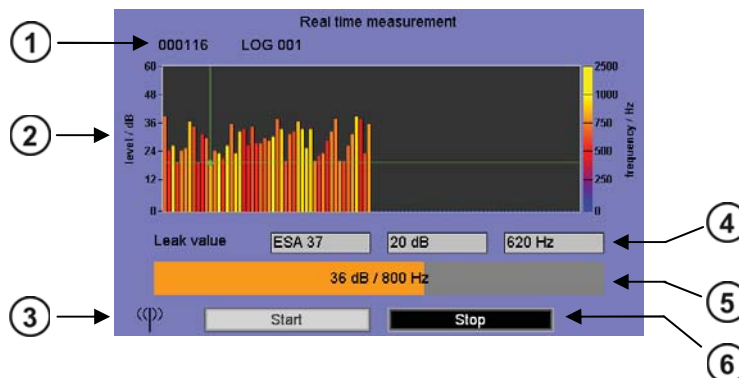 Real time measurement
1
000116 LOG 001
60
48
36
24
12
0
level / dB
2
2500
1000
750
500
250
0
frequency / Hz
Leak value ESA 37 20 dB 620 Hz
4
36 dB / 800 Hz
5
3
((ρ)) Start Stop
6